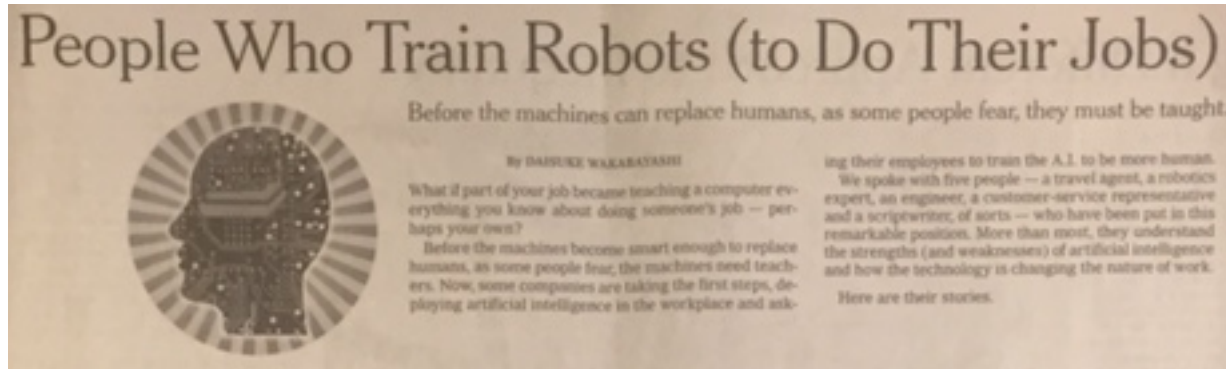 People Who Train Robots (to Do Their Jobs)
Before the machines can replace humans, as some people fear, they must be taught
By DAISUKE WAKABAYASHI
What if part of your job became teaching a computer ev-
erything you know about doing someone's job — per-
haps your own?
Before the machines become smart enough to replace
humans, as some people fear, the machines need teach-
ers. Now, some companies are taking the first steps, de-
ploying artificial intelligence in the workplace and ask-
ing their employees to train the A.I. to be more human.
We spoke with five people — a travel agent, a robotics
expert, an engineer, a customer-service representative
and a scriptwriter, of sorts — who have been put in this
remarkable position. More than most, they understand
the strengths (and weaknesses) of artificial intelligence
and how the technology is changing the nature of work.
Here are their stories.